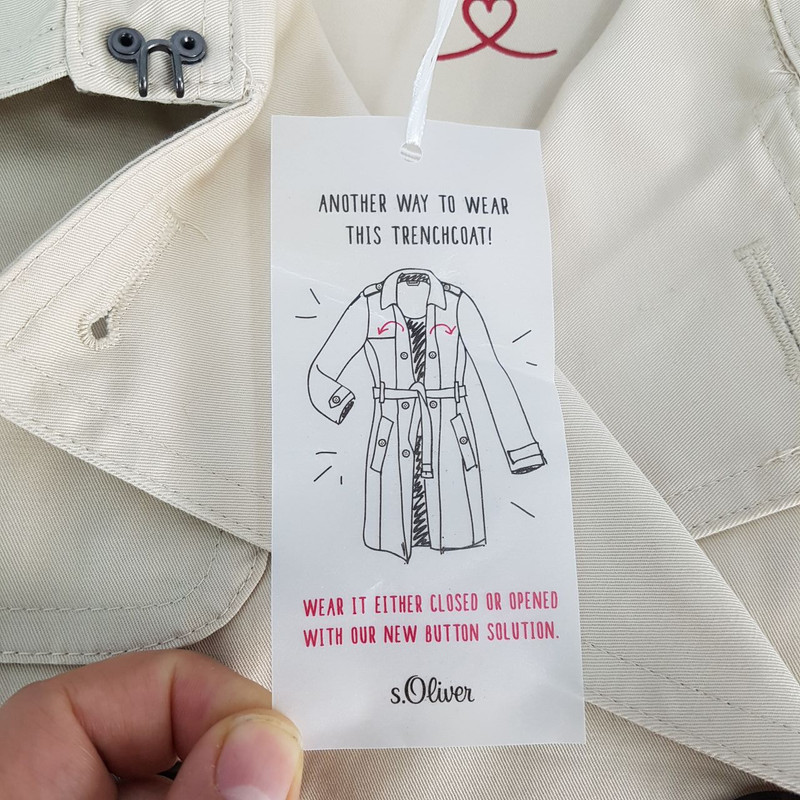 ANOTHER WAY TO WEAR
THIS TRENCHCOAT!
WEAR IT EITHER CLOSED OR OPENED
WITH OUR NEW BUTTON SOLUTION.
s.Oliver